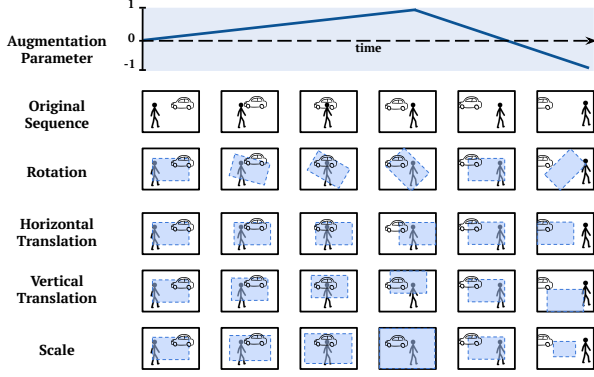 1
Augmentation
Parameter
0
time
-1
Original
Sequence
Rotation
Horizontal
Translation
Vertical
Translation
Scale